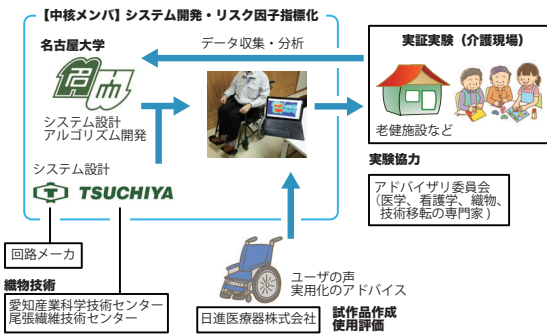 【中核メンバ】システム開発・リスク因子指標化
名古屋大学
データ収集・分析
システム設計
アルゴリズム開発
システム設計
TSUCHIYA
回路メーカ
織物技術
愛知産業科学技術センター
尾張繊維技術センター
実証実験（介護現場）
老健施設など
実験協力
アドバイザリ委員会
（医学、看護学、織物、
技術移転の専門家）
ユーザの声
実用化のアドバイス
日進医療器株式会社
試作品作成
使用評価